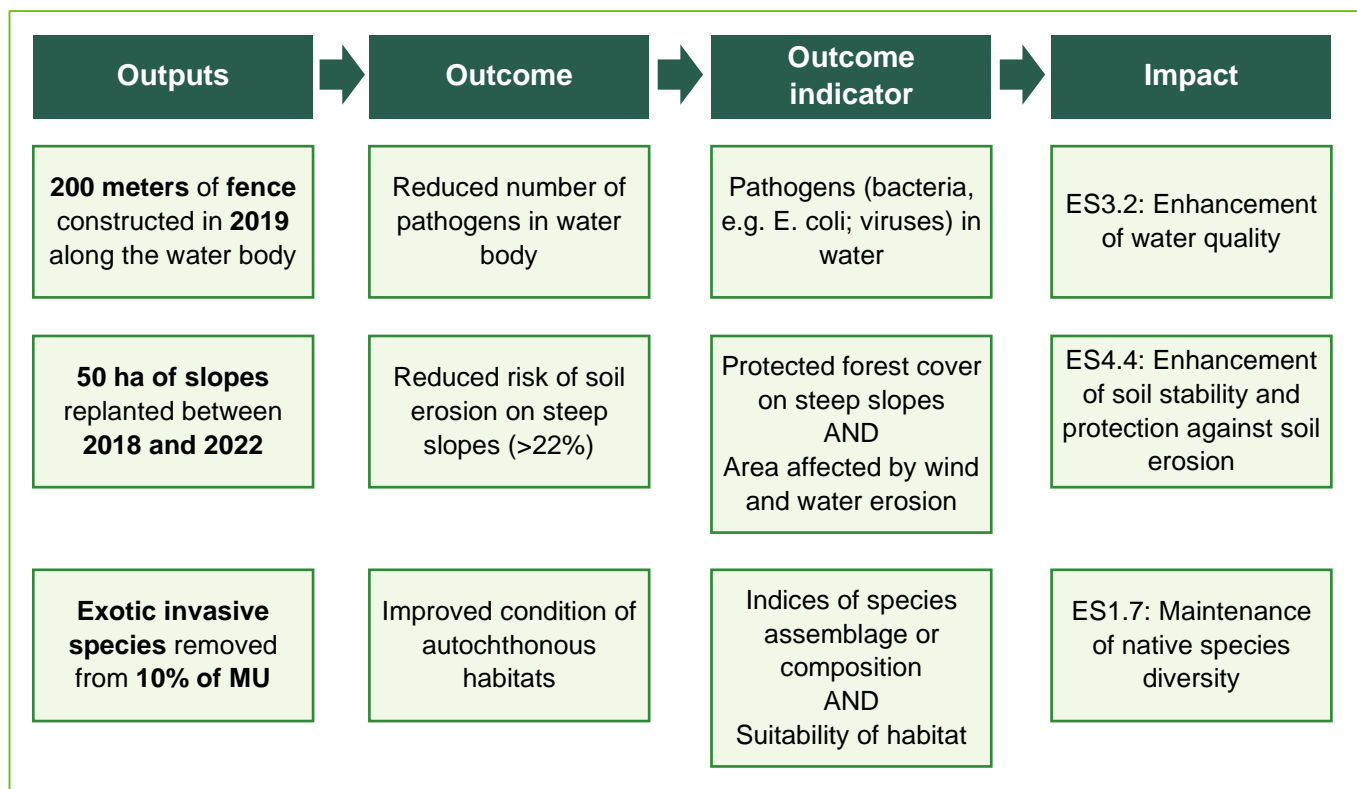 Outputs
Outcome
Outcome
indicator
Impact
200 meters of fence
constructed in 2019
along the water body
Reduced number of
pathogens in water
body
Pathogens (bacteria,
e.g. E. coli; viruses) in
water
ES3.2: Enhancement
of water quality
50 ha of slopes
replanted between
2018 and 2022
Reduced risk of soil
erosion on steep
slopes (>22%)
Protected forest cover
on steep slopes
AND
Area affected by wind
and water erosion
ES4.4: Enhancement
of soil stability and
protection against soil
erosion
Exotic invasive
species removed
from 10% of MU
Improved condition of
autochthonous
habitats
Indices of species
assemblage or
composition
AND
Suitability of habitat
ES1.7: Maintenance
of native species
diversity